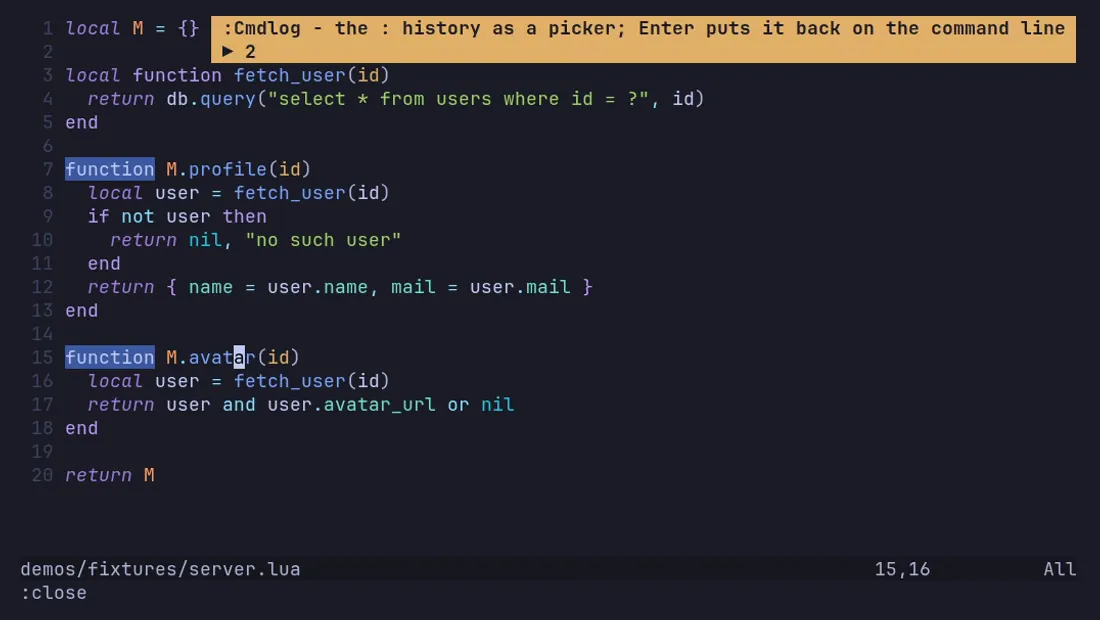 1 local M = {} :Cmdlog - the : history as a picker; Enter puts it back on the command line
2 ▶ 2
3 local function fetch_user(id)
4   return db.query("select * from users where id = ?", id)
5 end
6
7 function M.profile(id)
8   local user = fetch_user(id)
9   if not user then
10     return nil, "no such user"
11   end
12   return { name = user.name, mail = user.mail }
13 end
14
15 function M.avatar(id)
16   local user = fetch_user(id)
17   return user and user.avatar_url or nil
18 end
19
20 return M
demos/fixtures/server.lua 15,16 All
:close